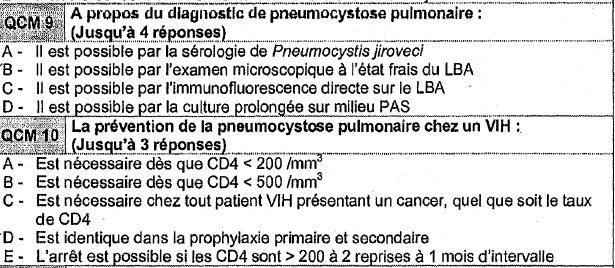 QCM 9 A propos du diagnostic de pneumocystose pulmonaire :
(Jusqu'à 4 réponses)
A - Il est possible par la sérologie de Pneumocystis jiroveci
B - Il est possible par l'examen microscopique à l'état frais du LBA
C - Il est possible par l'immunofluorescence directe sur le LBA
D - Il est possible par la culture prolongée sur milieu PAS
QCM 10 La prévention de la pneumocystose pulmonaire chez un VIH :
(Jusqu'à 3 réponses)
A - Est nécessaire dès que CD4 < 200 /mm³
B - Est nécessaire dès que CD4 < 500 /mm³
C - Est nécessaire chez tout patient VIH présentant un cancer, quel que soit le taux
de CD4
D - Est identique dans la prophylaxie primaire et secondaire
E - L'arrêt est possible si les CD4 sont > 200 à 2 reprises à 1 mois d'intervalle